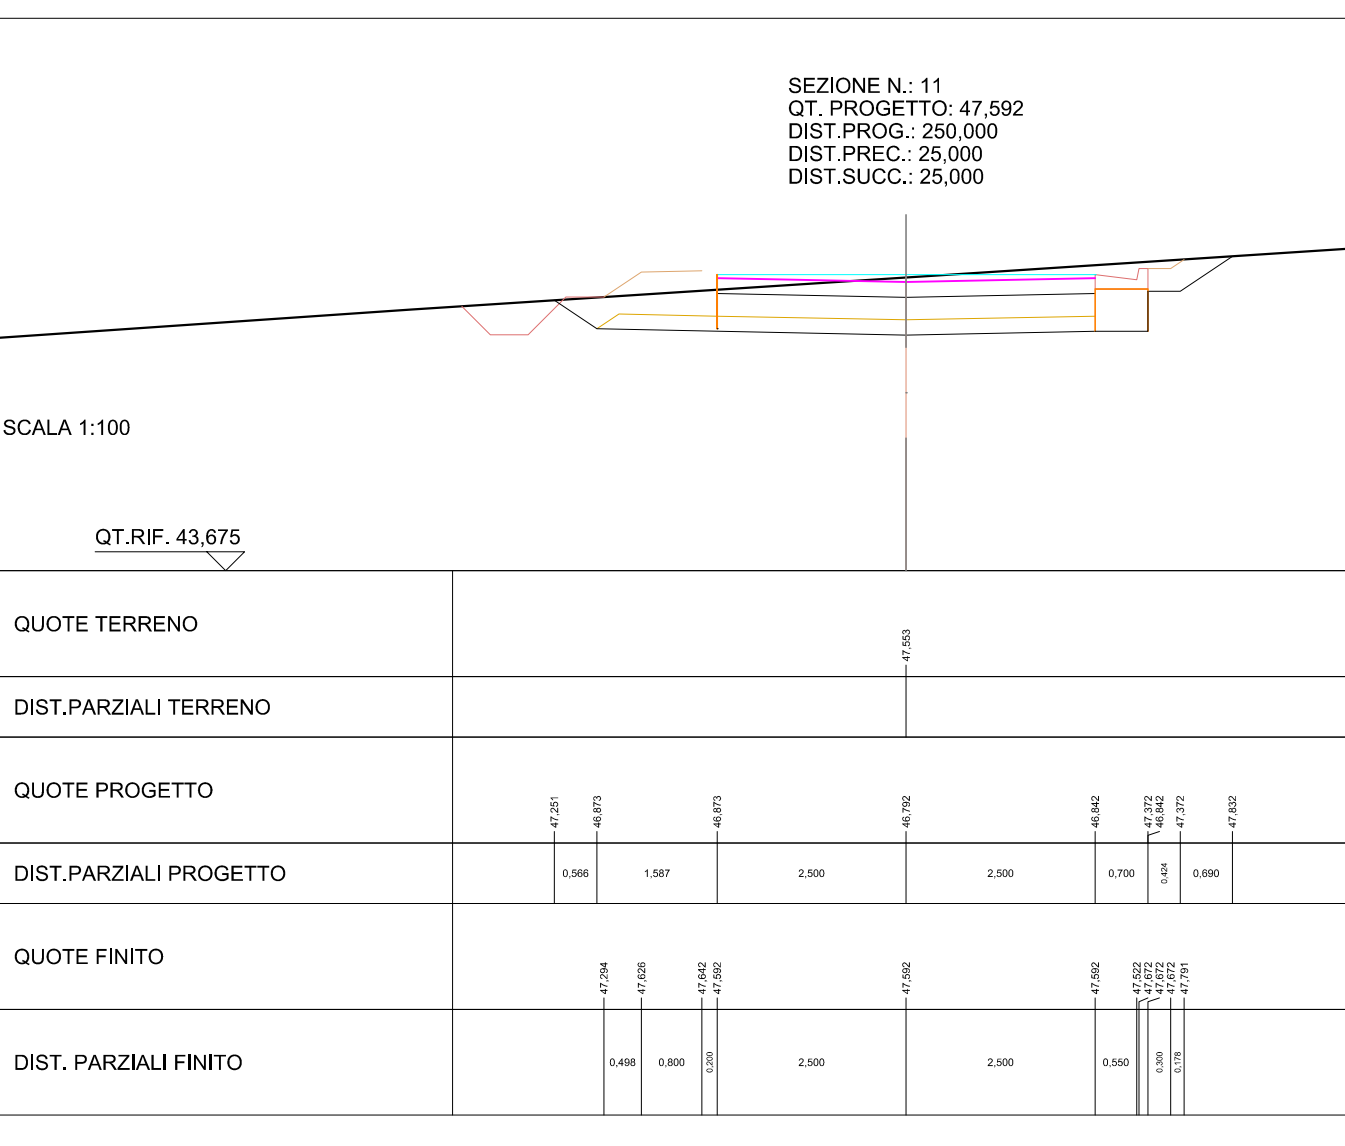 SEZIONE N.: 11
QT. PROGETTO: 47,592
DIST.PROG.: 250,000
DIST.PREC.: 25,000
DIST.SUCC.: 25,000
SCALA 1:100
QT.RIF. 43,675
QUOTE TERRENO
47,553
DIST.PARZIALI TERRENO
QUOTE PROGETTO
47,251 46,873 46,873 46,792 46,842 47,372 46,842 47,372 47,832
DIST.PARZIALI PROGETTO
0,566 1,587 2,500 2,500 0,700 0,424 0,690
QUOTE FINITO
47,294 47,626 47,642 47,592 47,592 47,592 47,522 47,672 47,672 47,672 47,791
DIST. PARZIALI FINITO
0,498 0,800 0,200 2,500 2,500 0,550 0,300 0,178